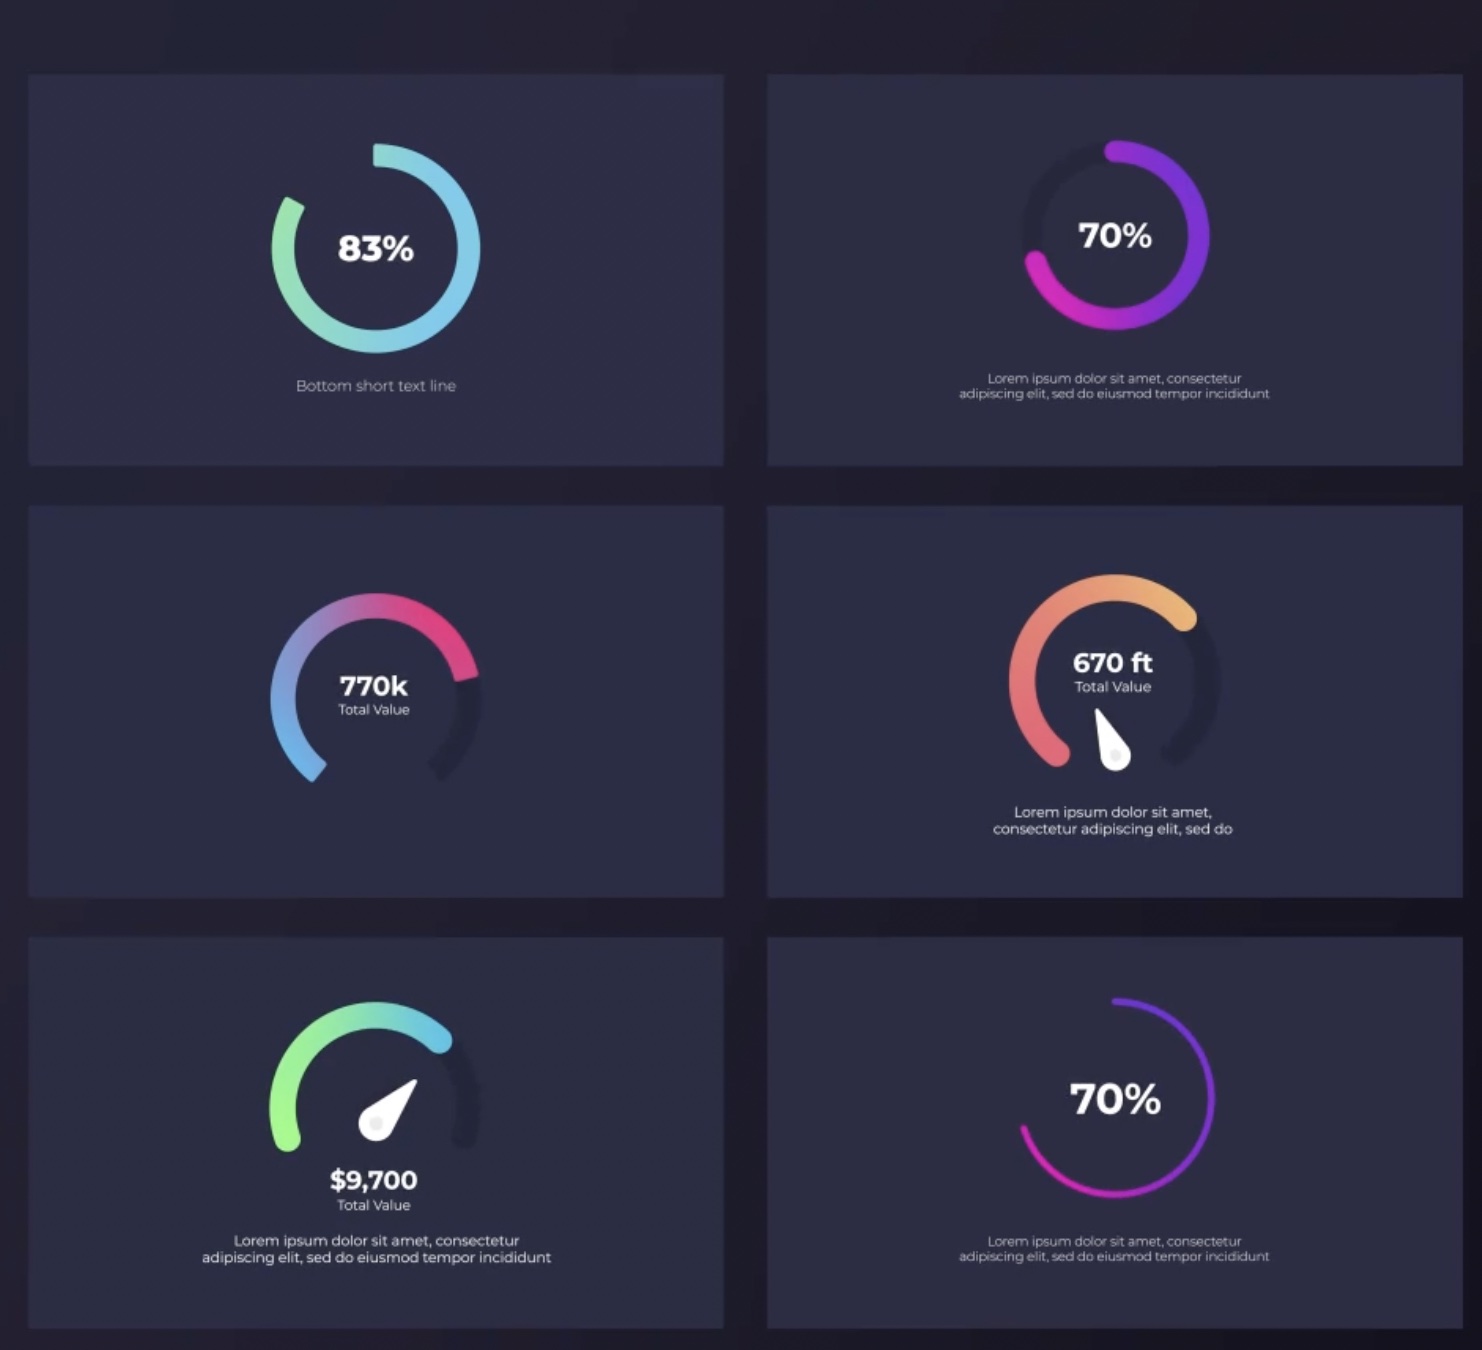 83%
Bottom short text line
70%
Lorem ipsum dolor sit amet, consectetur
adipiscing elit, sed do eiusmod tempor incididunt
770k
Total Value
670 ft
Total Value
Lorem ipsum dolor sit amet,
consectetur adipiscing elit, sed do
$9,700
Total Value
Lorem ipsum dolor sit amet, consectetur
adipiscing elit, sed do eiusmod tempor incididunt
70%
Lorem ipsum dolor sit amet, consectetur
adipiscing elit, sed do eiusmod tempor incididunt